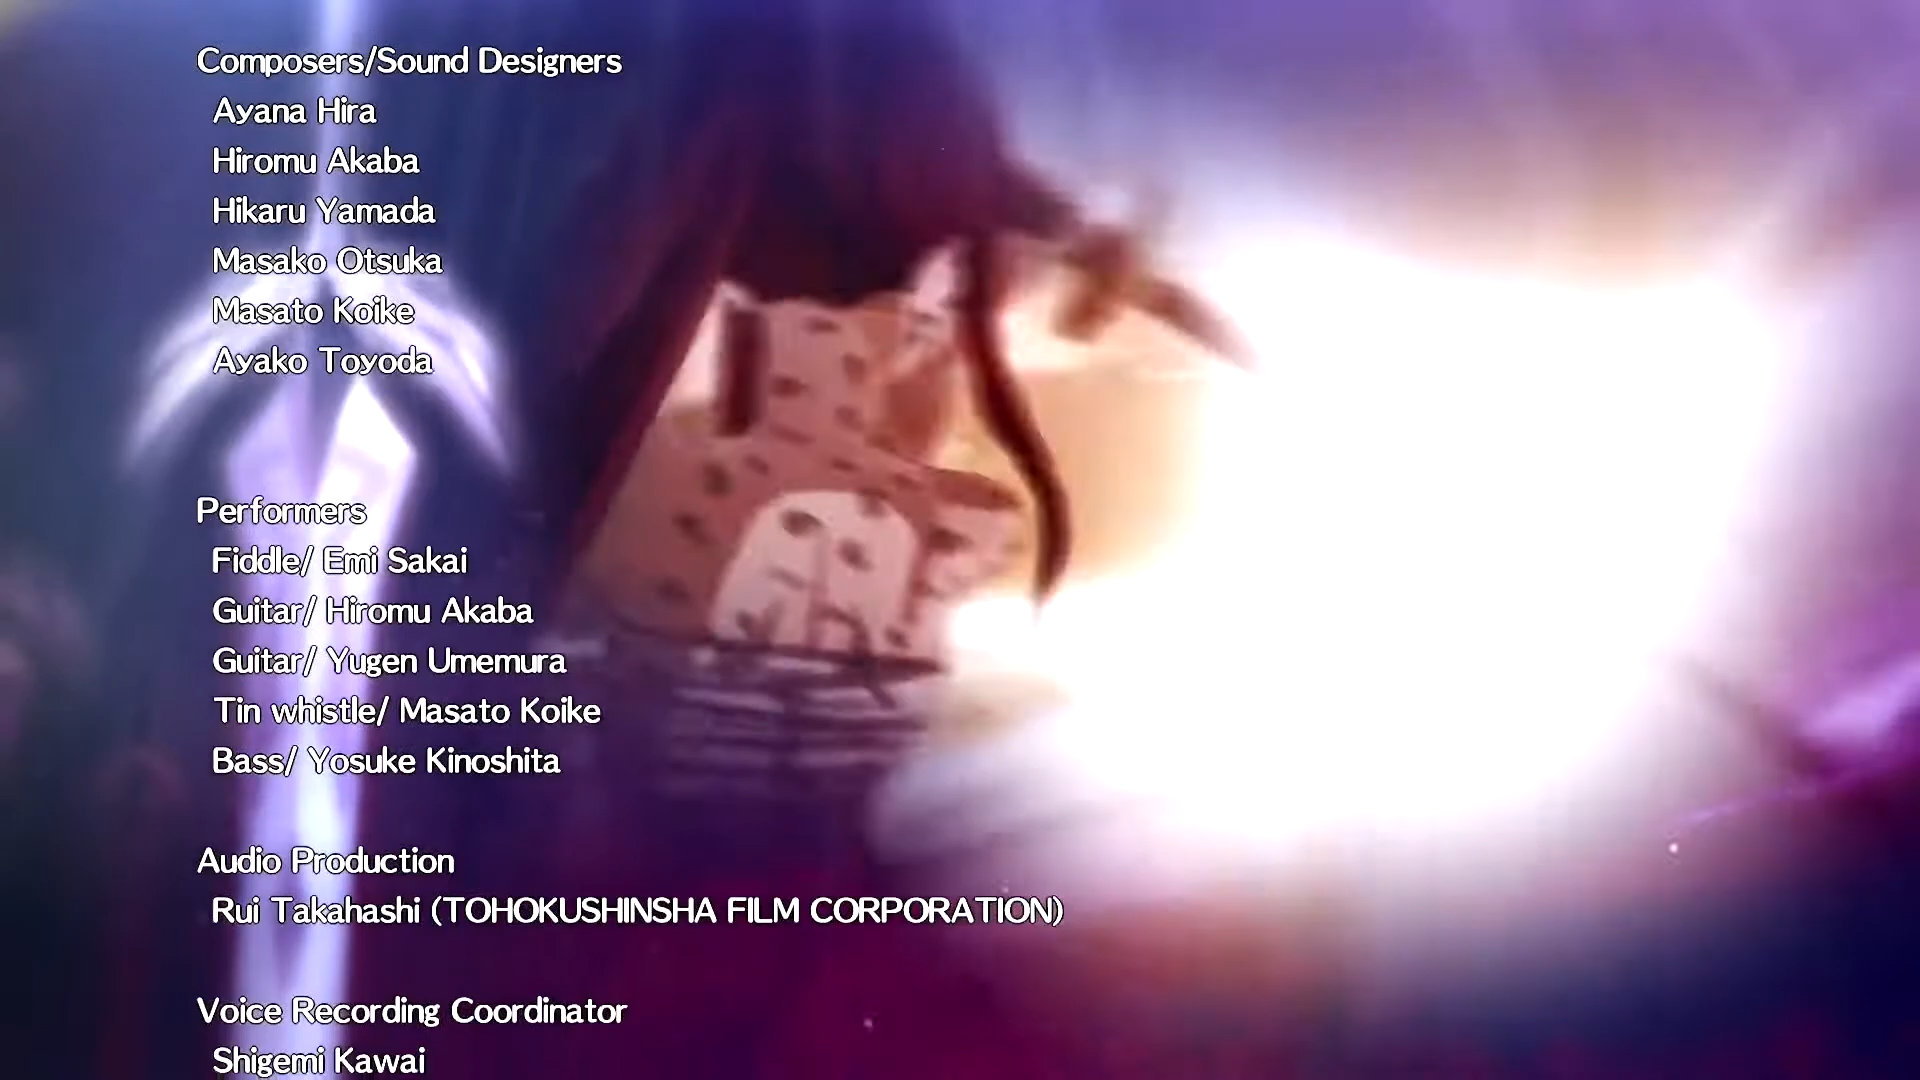 Composers/Sound Designers
Ayana Hira
Hiromu Akaba
Hikaru Yamada
Masako Otsuka
Masato Koike
Ayako Toyoda
Performers
Fiddle/ Emi Sakai
Guitar/ Hiromu Akaba
Guitar/ Yugen Umemura
Tin whistle/ Masato Koike
Bass/ Yosuke Kinoshita
Audio Production
Rui Takahashi (TOHOKUSHINSHA FILM CORPORATION)
Voice Recording Coordinator
Shigemi Kawai